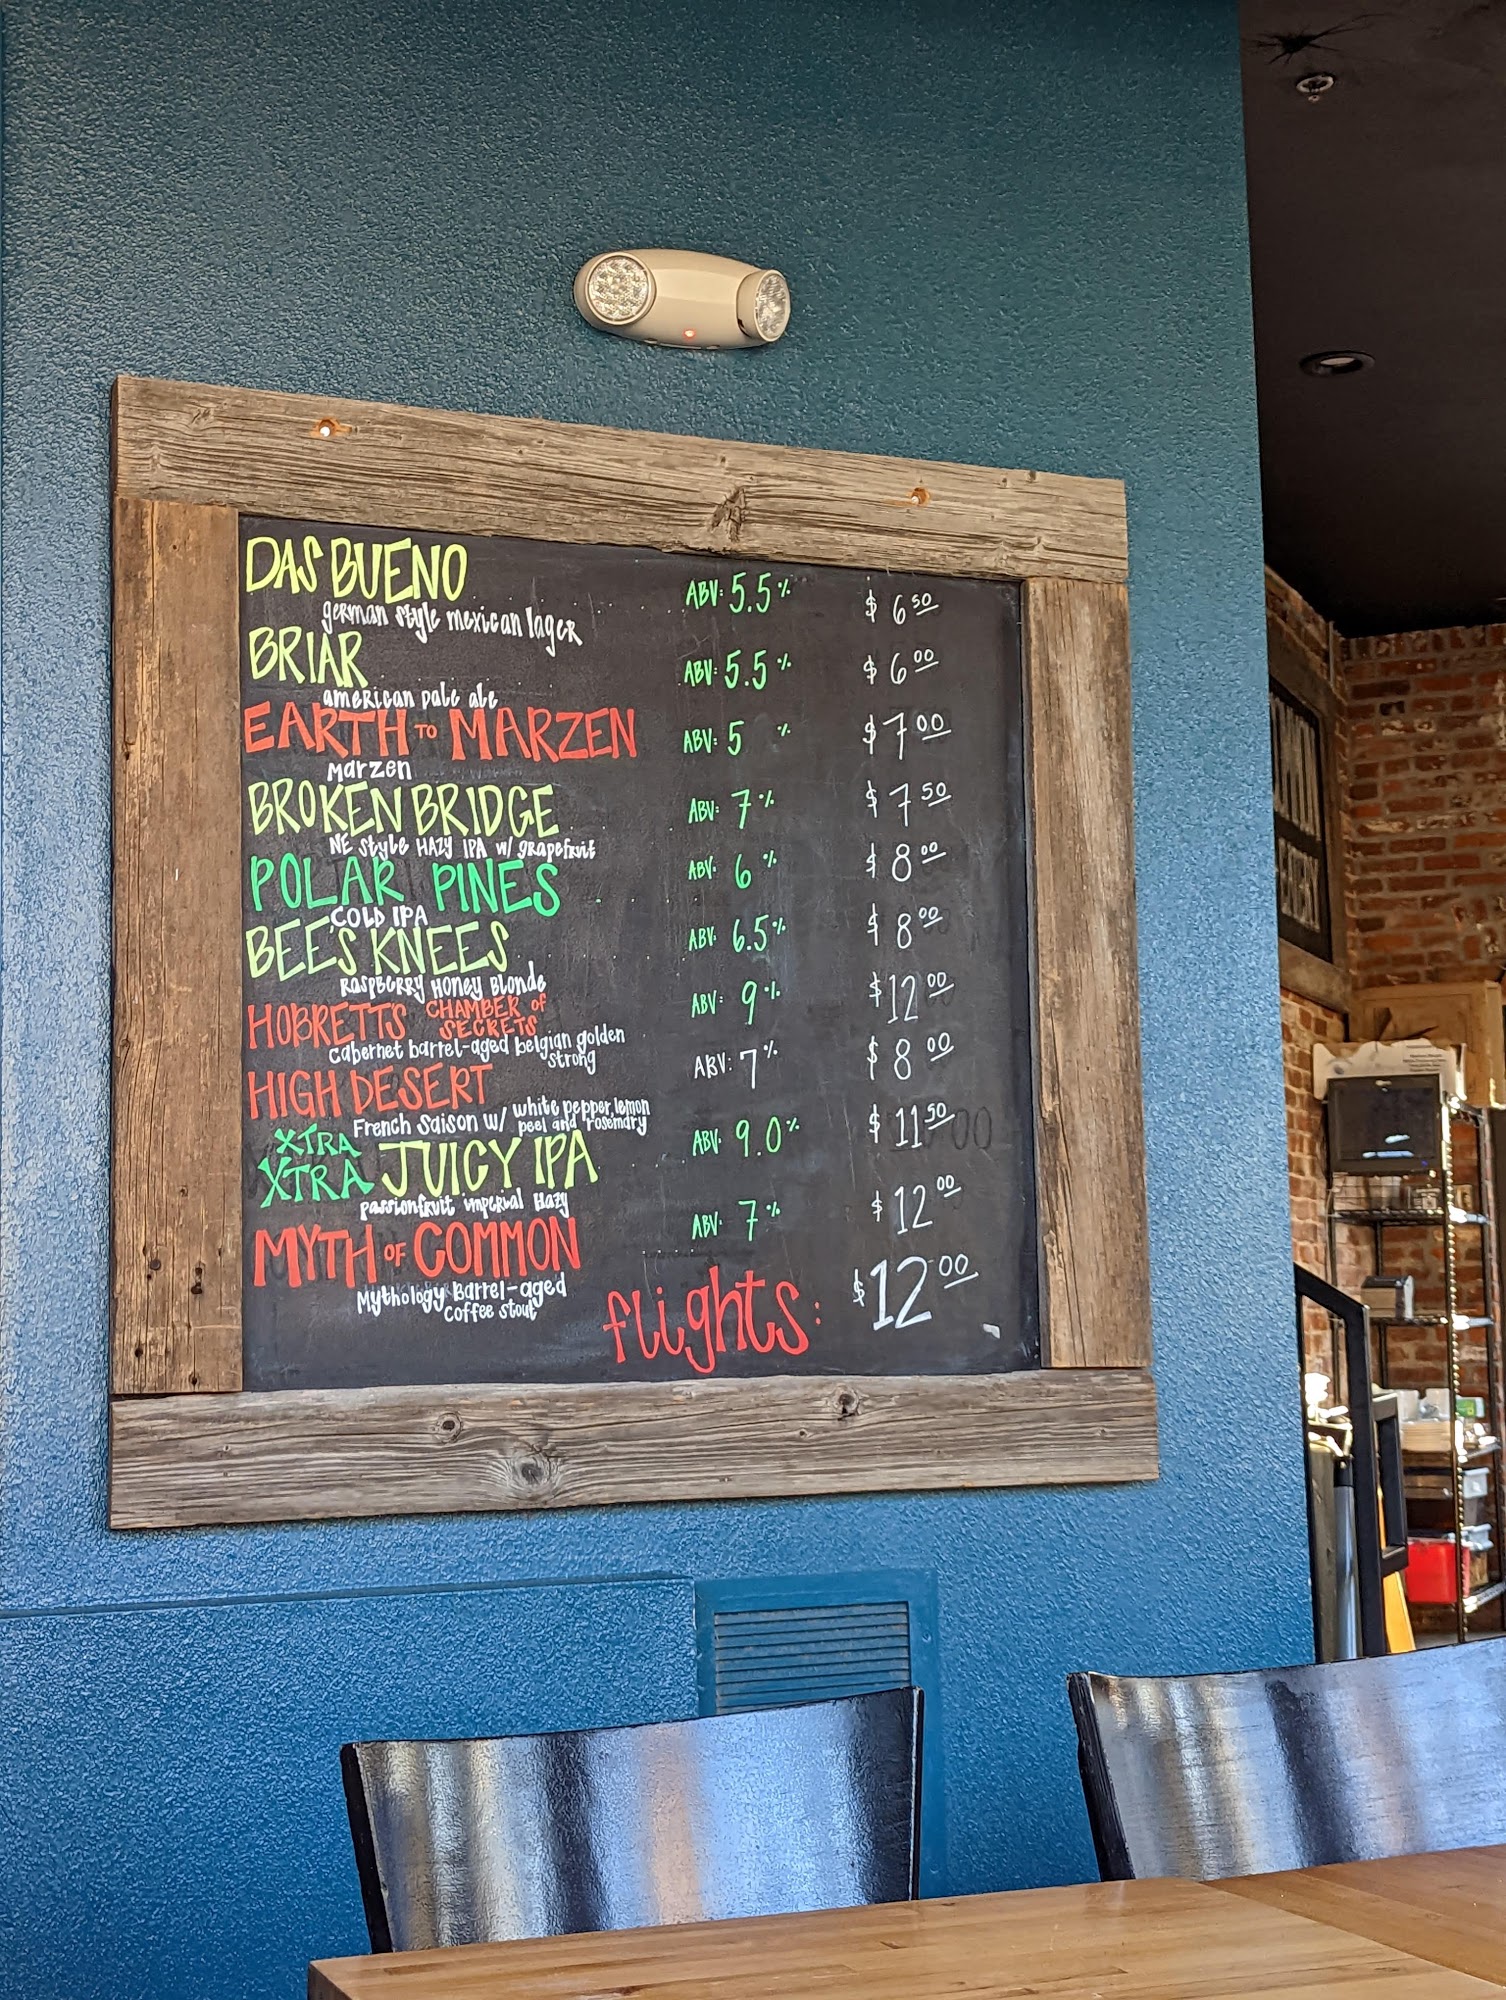 DAS BUENO ABV: 5.5% $6.50
german style mexican lager
BRIAR ABV: 5.5% $6.00
american pale ale
EARTH TO MARZEN ABV: 5 % $7.00
Marzen
BROKEN BRIDGE ABV: 7% $7.50
NE Style HAZY IPA w/ grapefruit
POLAR PINES ABV: 6 % $8.00
COLD IPA
BEE'S KNEES ABV: 6.5% $8.00
Raspberry Honey Blonde
HOBRETT'S CHAMBER of SECRETS ABV: 9% $12.00
cabernet barrel-aged belgian golden
strong
HIGH DESERT ABV: 7% $8.00
French Saison w/ white pepper, lemon
peel and rosemary
XTRA
XTRA JUICY IPA ABV: 9.0% $11.50
passionfruit imperial Hazy
MYTH OF COMMON ABV: 7% $12.00
Mythology Barrel-aged
coffee stout
flights: $12.00